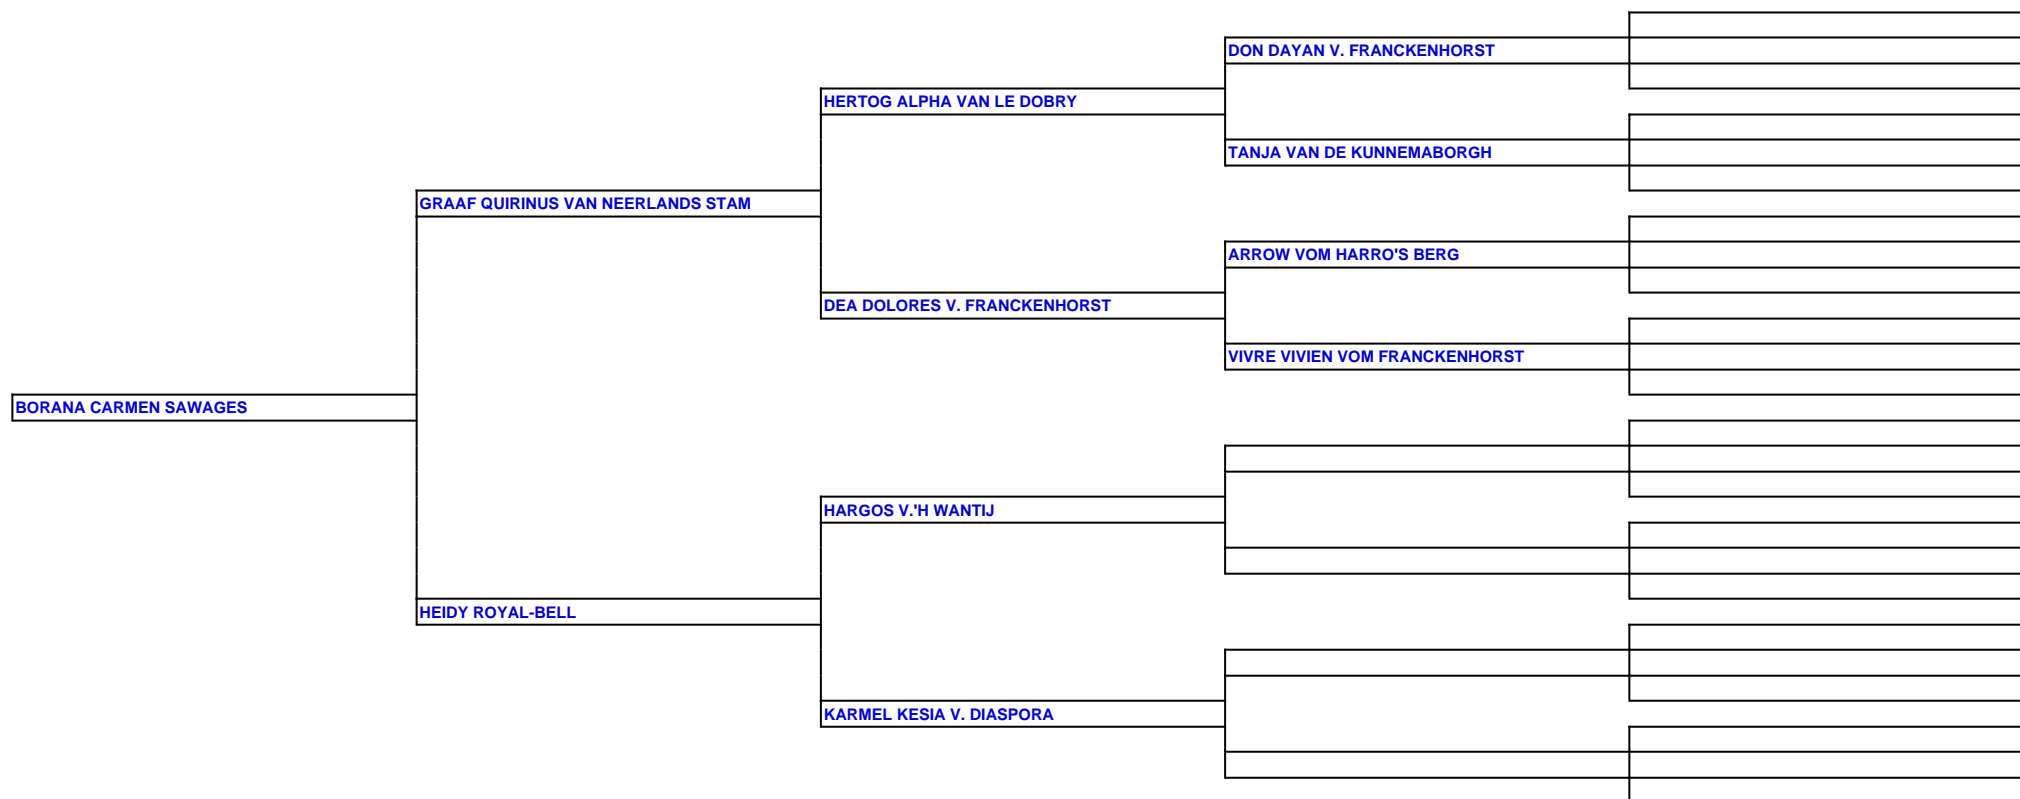 DON DAYAN V. FRANCKENHORST
HERTOG ALPHA VAN LE DOBRY
TANJA VAN DE KUNNEMABORGH
GRAAF QUIRINUS VAN NEERLANDS STAM
ARROW VOM HARRO'S BERG
DEA DOLORES V. FRANCKENHORST
VIVRE VIVIEN VOM FRANCKENHORST
BORANA CARMEN SAWAGES
HARGOS V.'H WANTIJ
HEIDY ROYAL-BELL
KARMEL KESIA V. DIASPORA